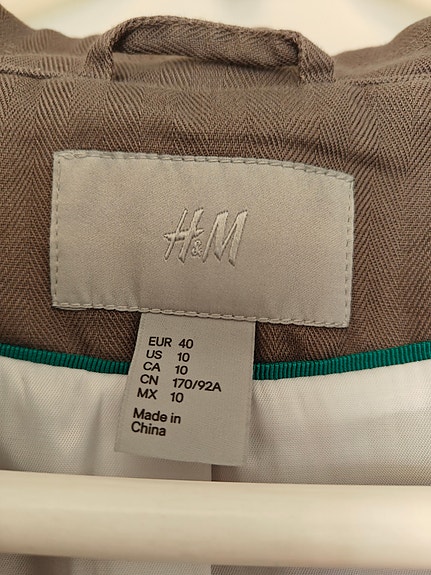 H&M
EUR 40
US 10
CA 10
CN 170/92A
MX 10
Made in
China